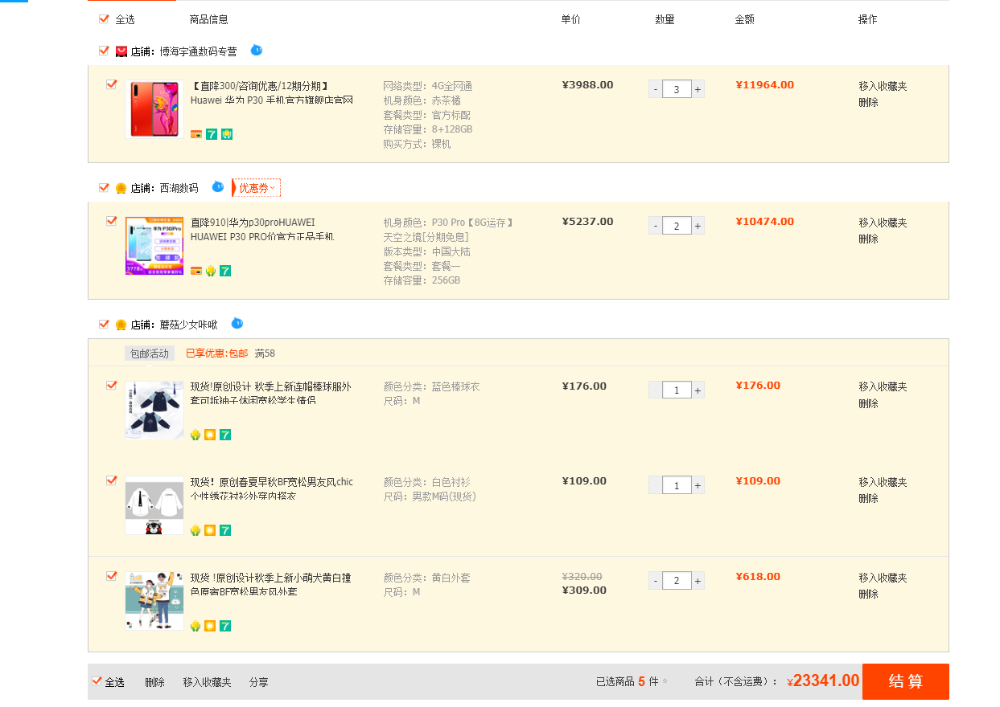 全选 商品信息 单价 数量 金额 操作
店铺：博海宇通数码专营
【直降300/咨询优惠/12期分期】 网络类型：4G全网通 ¥3988.00 - 3 + ¥11964.00 移入收藏夹
Huawei 华为 P30 手机官方旗舰店官网 机身颜色：赤茶橘 删除
套餐类型：官方标配
存储容量：8+128GB
7 购买方式：裸机
店铺：西湖数码 优惠券
直降910|华为p30proHUAWEI 机身颜色：P30 Pro【8G运存】 ¥5237.00 - 2 + ¥10474.00 移入收藏夹
HUAWEI P30 PRO价官方正品手机 天空之境[分期免息] 删除
版本类型：中国大陆
套餐类型：套餐一
7 存储容量：256GB
店铺：蘑菇少女咔啾
包邮活动 已享优惠:包邮 满58
现货!原创设计 秋季上新连帽棒球服外 颜色分类：蓝色棒球衣 ¥176.00 1 + ¥176.00 移入收藏夹
套可拆袖子休闲宽松学生情侣 尺码：M 删除
7
现货！原创春夏早秋BF宽松男友风chic 颜色分类：白色衬衫 ¥109.00 1 + ¥109.00 移入收藏夹
个性绣花衬衫外穿内搭衣 尺码：男款M码(现货) 删除
7
现货 !原创设计秋季上新小萌犬黄白撞 颜色分类：黄白外套 ¥320.00 - 2 + ¥618.00 移入收藏夹
色原宿BF宽松男友风外套 尺码：M ¥309.00 删除
7
全选 删除 移入收藏夹 分享 已选商品 5 件 合计（不含运费）： ¥23341.00 结 算